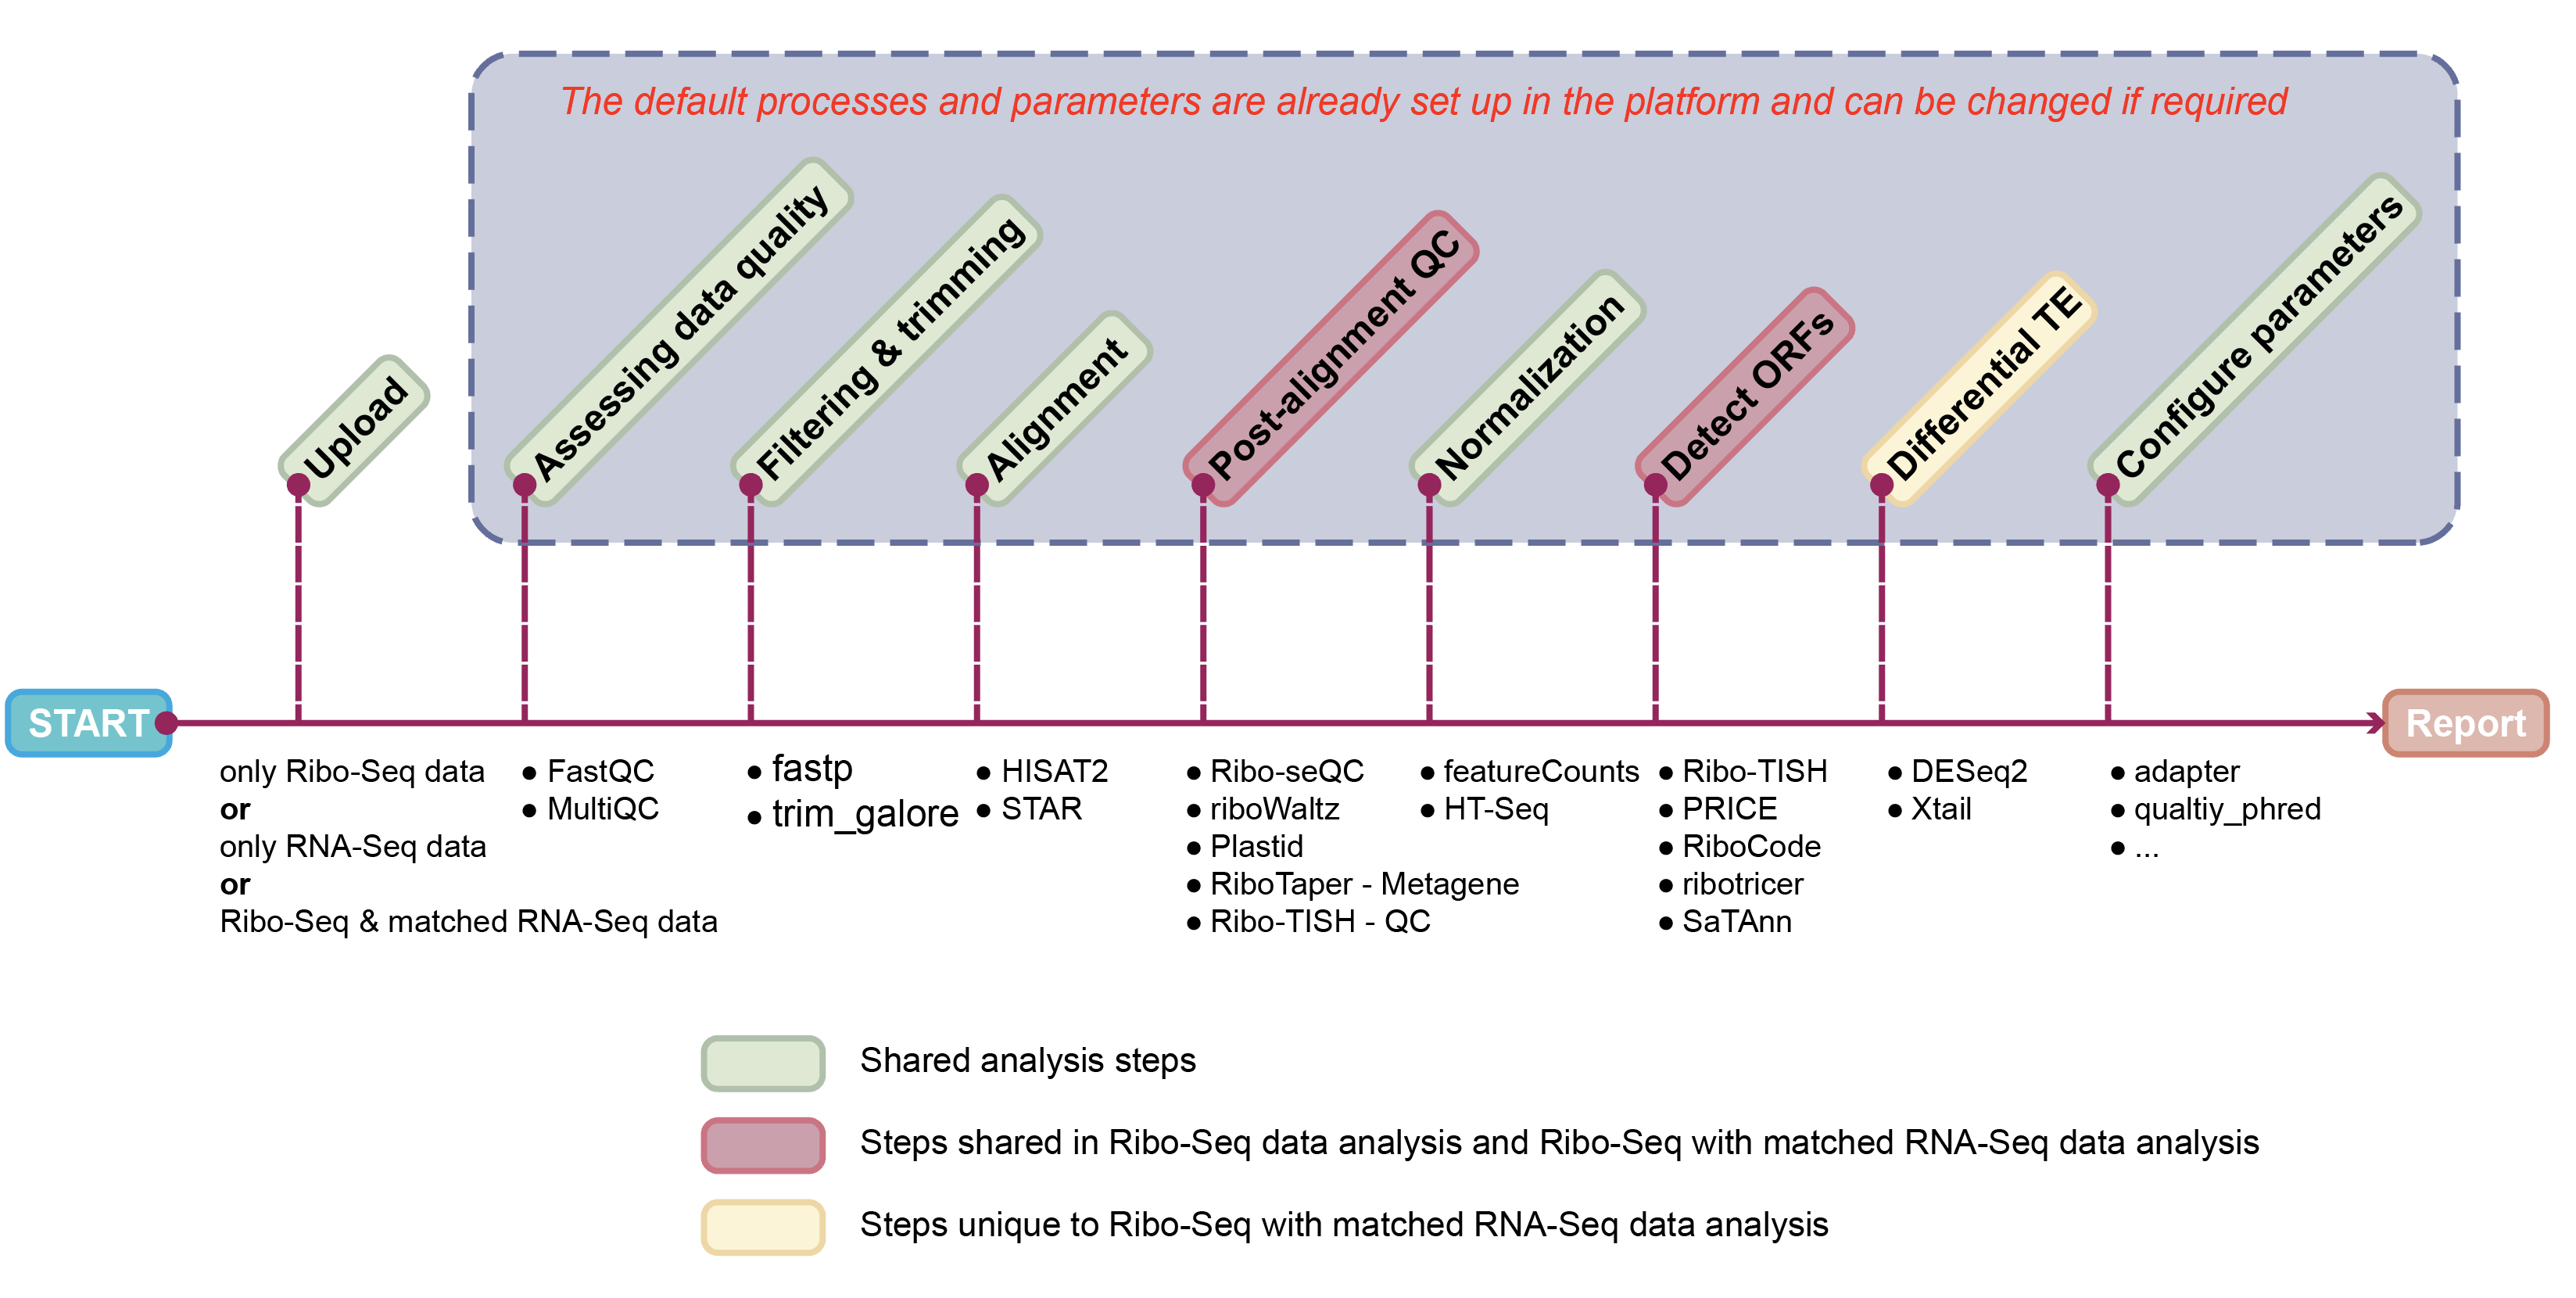 The default processes and parameters are already set up in the platform and can be changed if required
Upload
Assessing data quality
Filtering & trimming
Alignment
Post-alignment QC
Normalization
Detect ORFs
Differential TE
Configure parameters
START
Report
only Ribo-Seq data
or
only RNA-Seq data
or
Ribo-Seq & matched RNA-Seq data
● FastQC
● MultiQC
● fastp
● trim_galore
● HISAT2
● STAR
● Ribo-seQC
● riboWaltz
● Plastid
● RiboTaper - Metagene
● Ribo-TISH - QC
● featureCounts
● HT-Seq
● Ribo-TISH
● PRICE
● RiboCode
● ribotricer
● SaTAnn
● DESeq2
● Xtail
● adapter
● qualtiy_phred
● ...
Shared analysis steps
Steps shared in Ribo-Seq data analysis and Ribo-Seq with matched RNA-Seq data analysis
Steps unique to Ribo-Seq with matched RNA-Seq data analysis